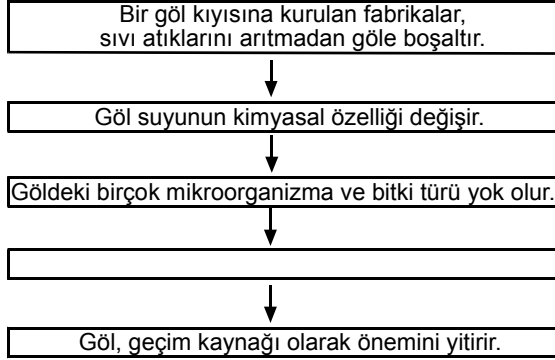 Bir göl kıyısına kurulan fabrikalar,
sıvı atıklarını arıtmadan göle boşaltır.
Göl suyunun kimyasal özelliği değişir.
Göldeki birçok mikroorganizma ve bitki türü yok olur.
Göl, geçim kaynağı olarak önemini yitirir.